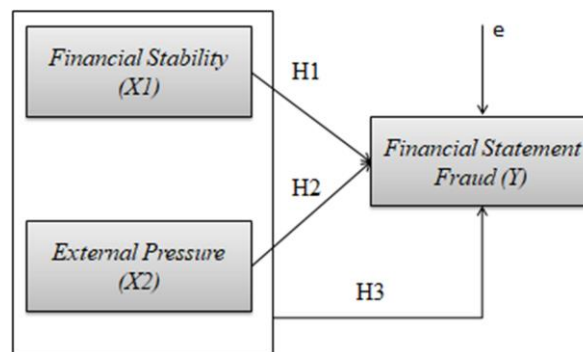 Financial Stability
(X1)
H1
e
Financial Statement
Fraud (Y)
H2
External Pressure
(X2)
H3